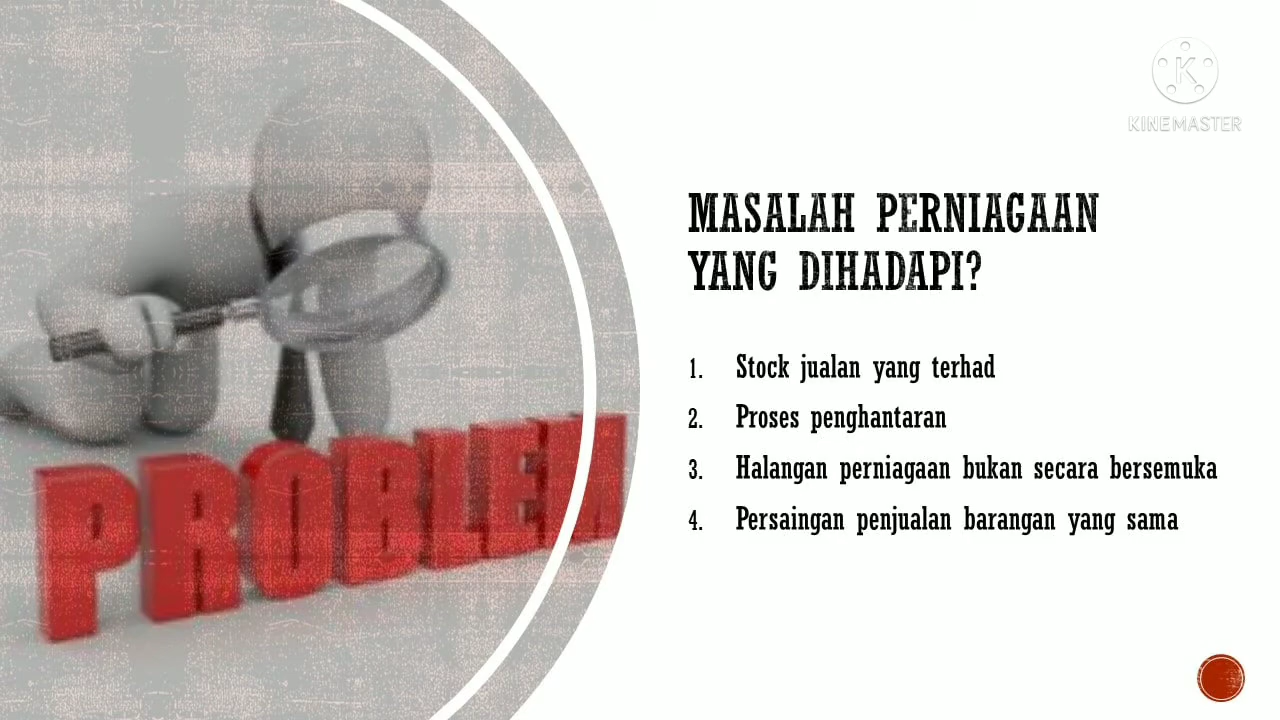 KINEMASTER
MASALAH PERNIAGAAN
YANG DIHADAPI?
1. Stock jualan yang terhad
2. Proses penghantaran
3. Halangan perniagaan bukan secara bersemuka
4. Persaingan penjualan barangan yang sama
PROBLEM